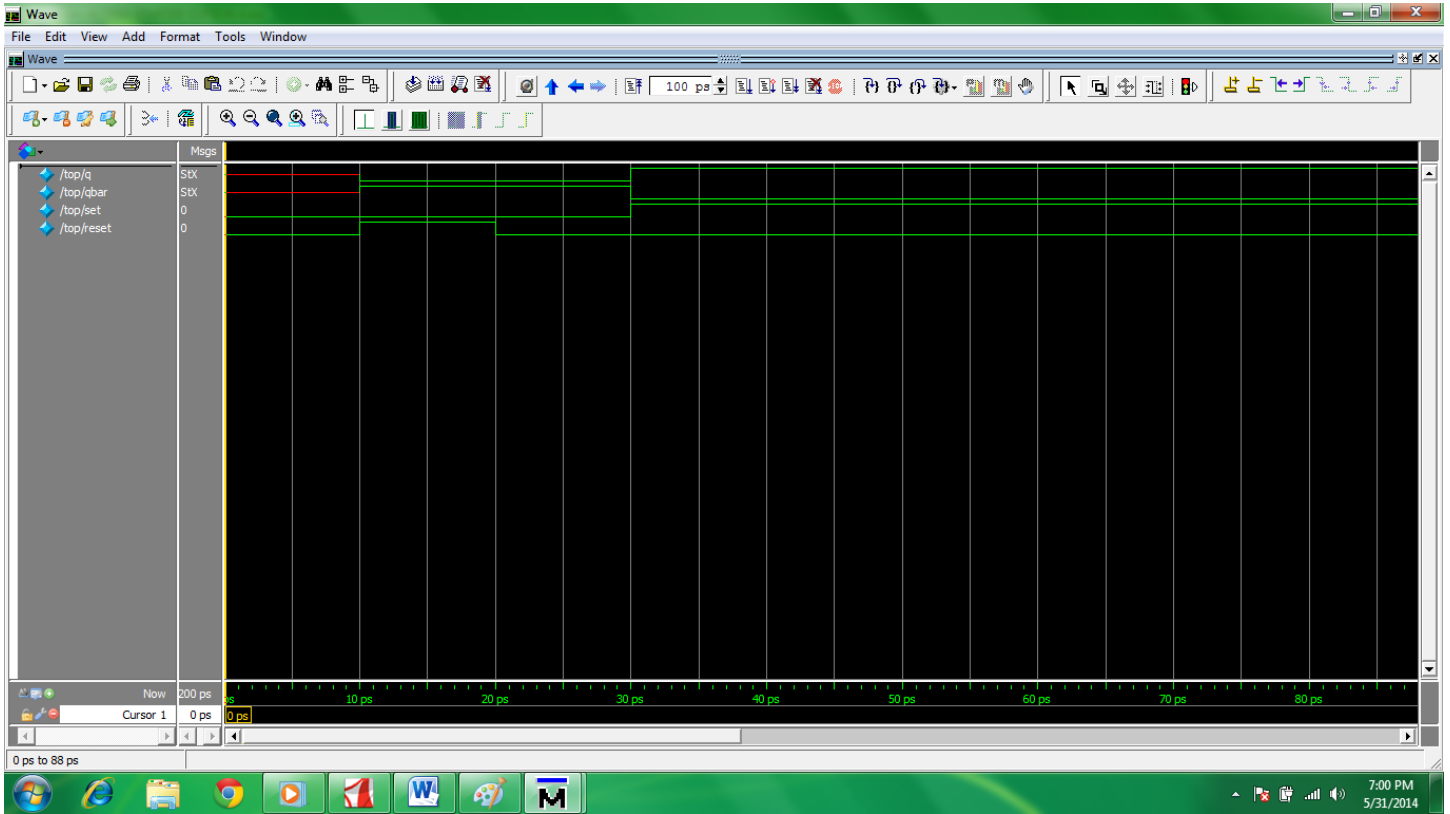 Wave
File Edit View Add Format Tools Window
Wave
100 ps
Msgs
/top/q StX
/top/qbar StX
/top/set 0
/top/reset 0
Now 200 ps
ps 10 ps 20 ps 30 ps 40 ps 50 ps 60 ps 70 ps 80 ps
Cursor 1 0 ps 0 ps
0 ps to 88 ps
W
M
7:00 PM
5/31/2014